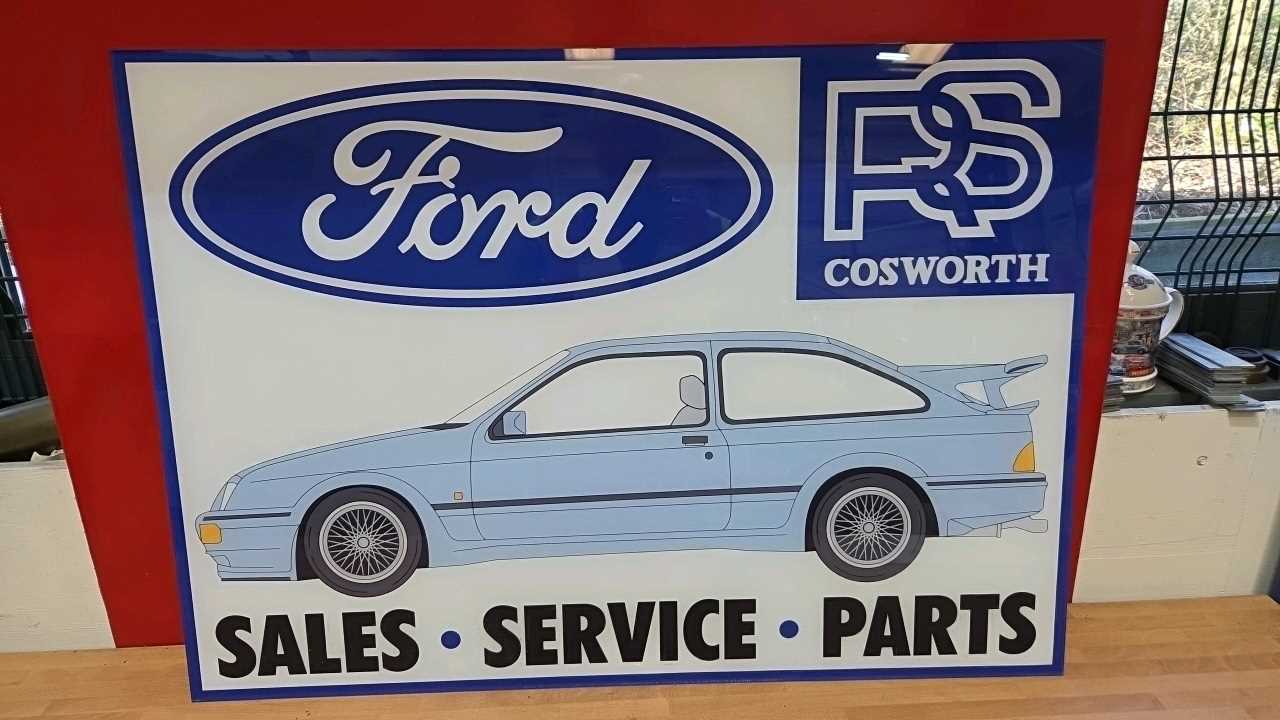 Ford
RS
COSWORTH
SALES • SERVICE • PARTS